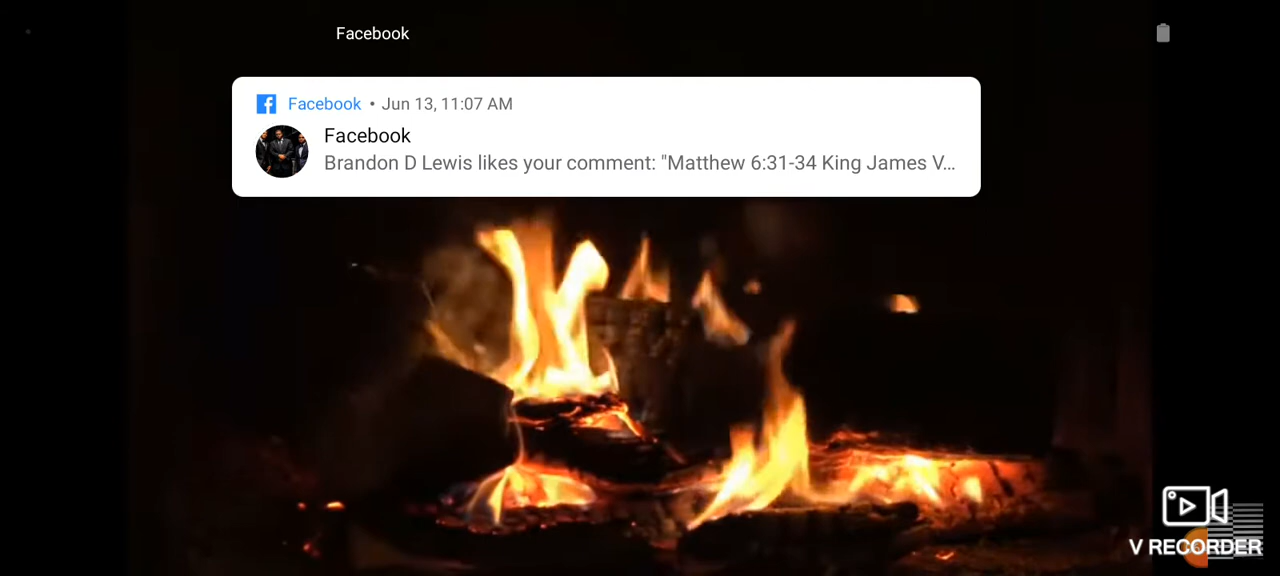 Facebook
Facebook • Jun 13, 11:07 AM
Facebook
Brandon D Lewis likes your comment: "Matthew 6:31-34 King James V...
V RECORDER